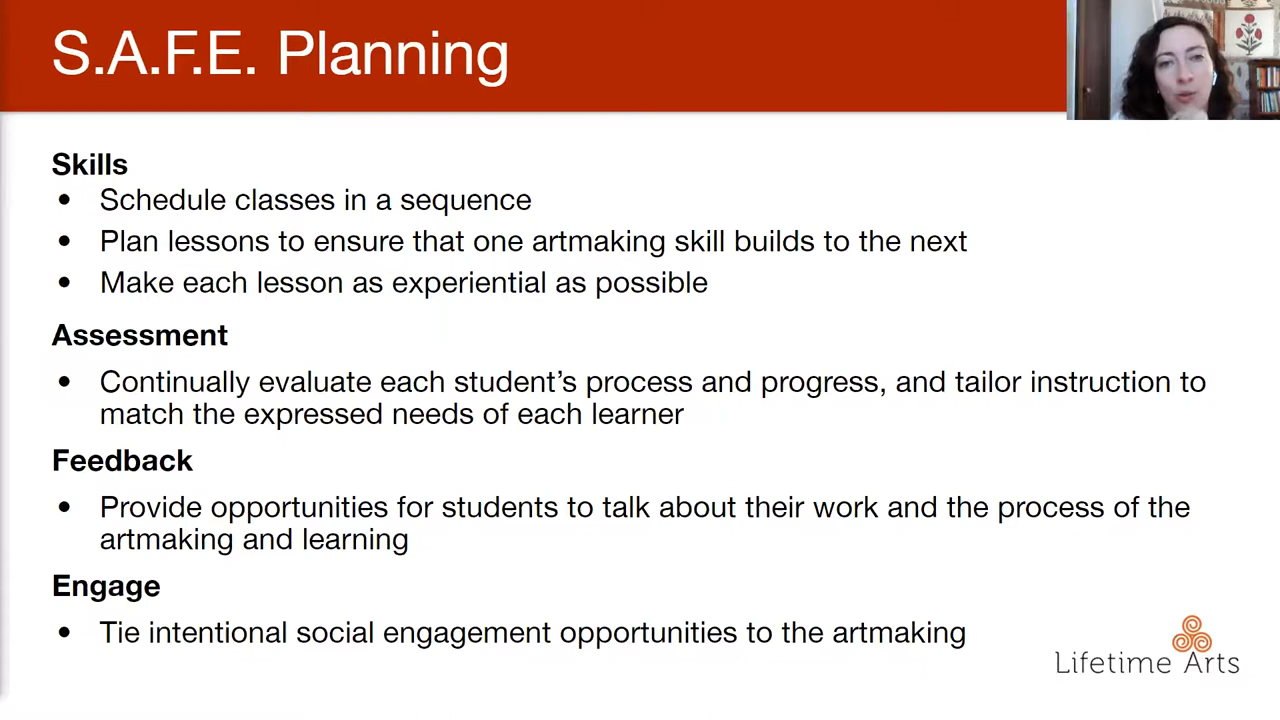 S.A.F.E. Planning
Skills
• Schedule classes in a sequence
• Plan lessons to ensure that one artmaking skill builds to the next
• Make each lesson as experiential as possible
Assessment
• Continually evaluate each student’s process and progress, and tailor instruction to
match the expressed needs of each learner
Feedback
• Provide opportunities for students to talk about their work and the process of the
artmaking and learning
Engage
• Tie intentional social engagement opportunities to the artmaking
Lifetime Arts